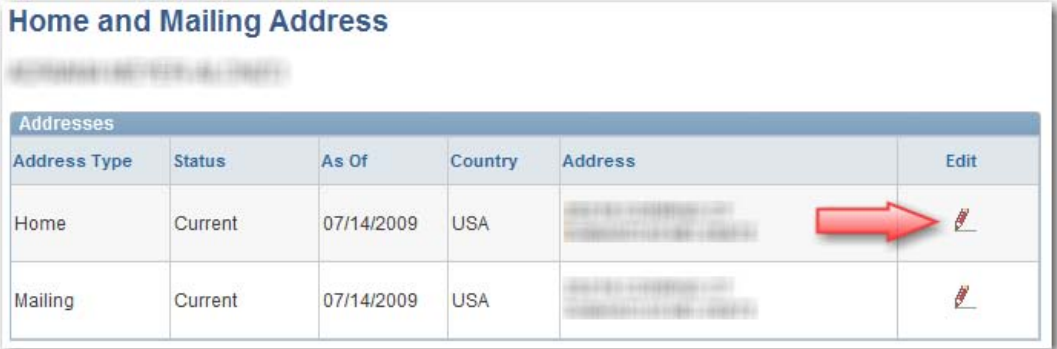 Home and Mailing Address
Addresses
Address Type Status As Of Country Address Edit
Home Current 07/14/2009 USA
Mailing Current 07/14/2009 USA